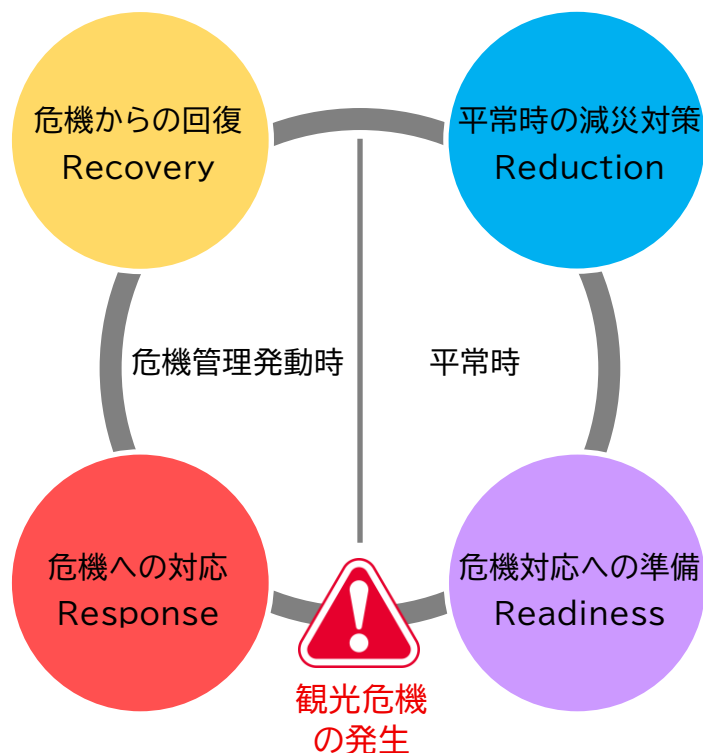 危機からの回復
Recovery
平常時の減災対策
Reduction
危機管理発動時
平常時
危機への対応
Response
危機対応への準備
Readiness
観光危機
の発生